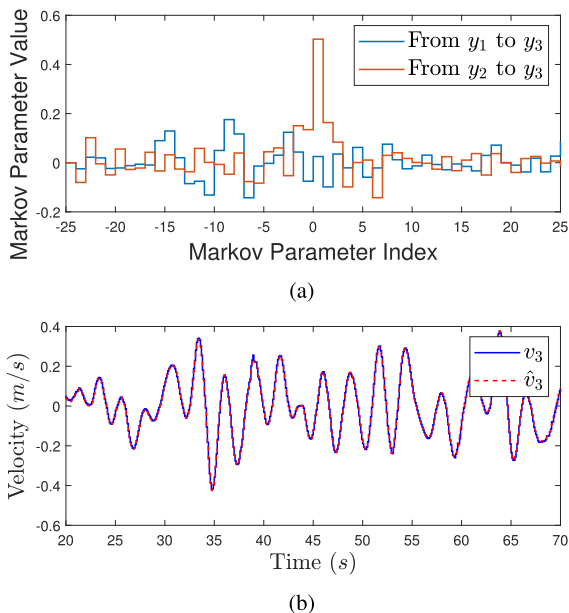 0.6
0.4
0.2
0
-0.2
Markov Parameter Value
From y₁ to y₃
From y₂ to y₃
-25 -20 -15 -10 -5 0 5 10 15 20 25
Markov Parameter Index
(a)
0.4
0.2
0
-0.2
-0.4
-0.6
Velocity (m/s)
v₃
v̂₃
20 25 30 35 40 45 50 55 60 65 70
Time (s)
(b)